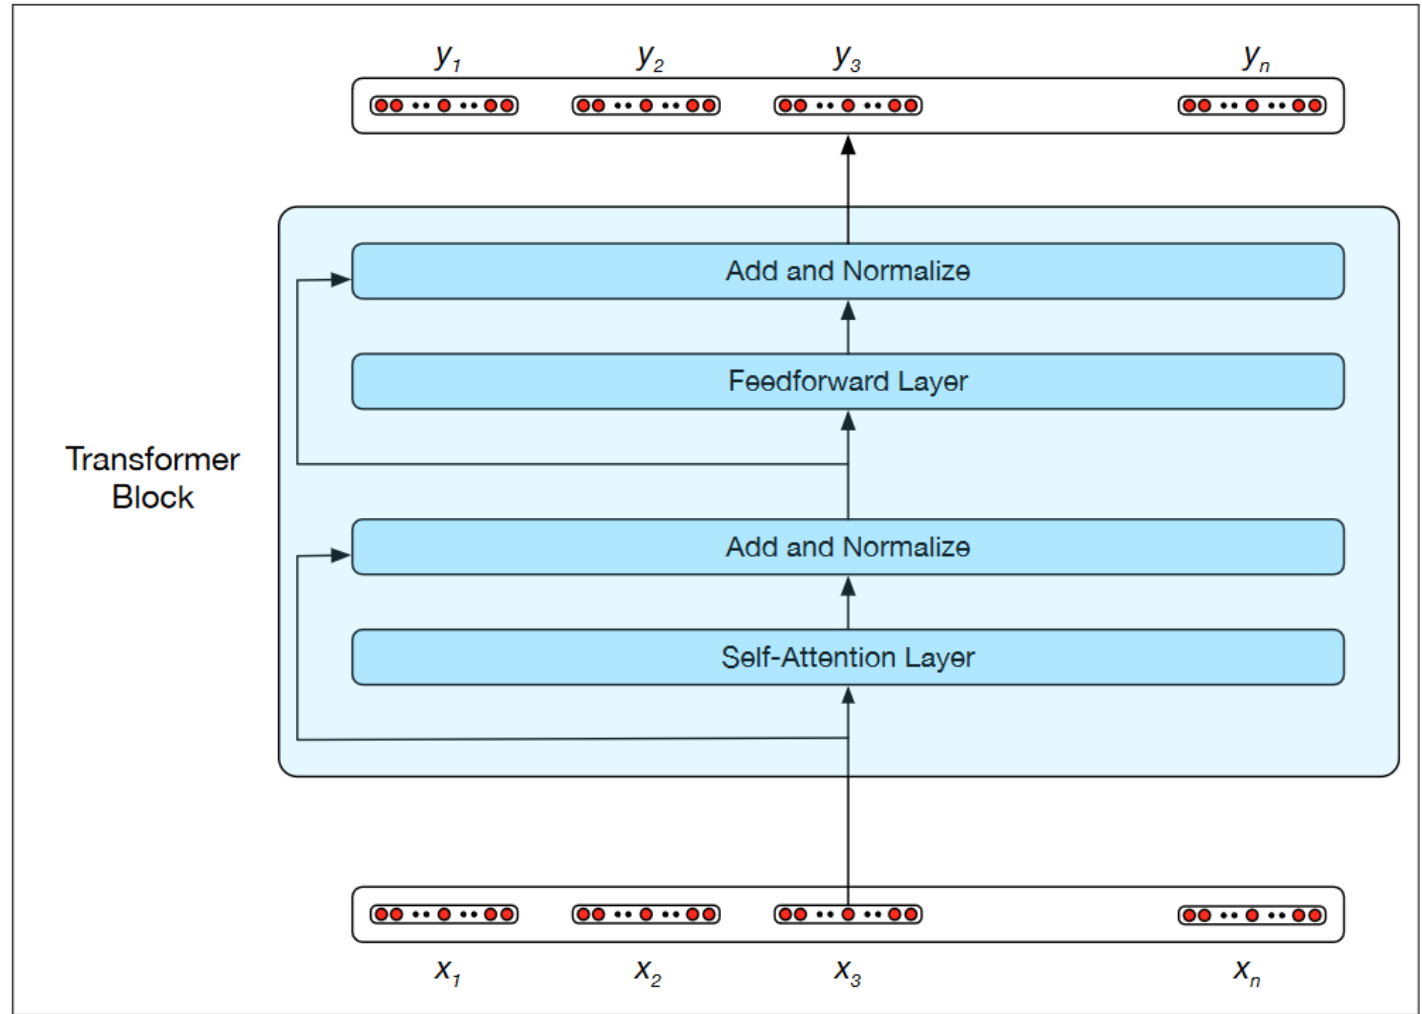 y1 y2 y3 yn
Add and Normalize
Feedforward Layer
Transformer
Block
Add and Normalize
Self-Attention Layer
x1 x2 x3 xn